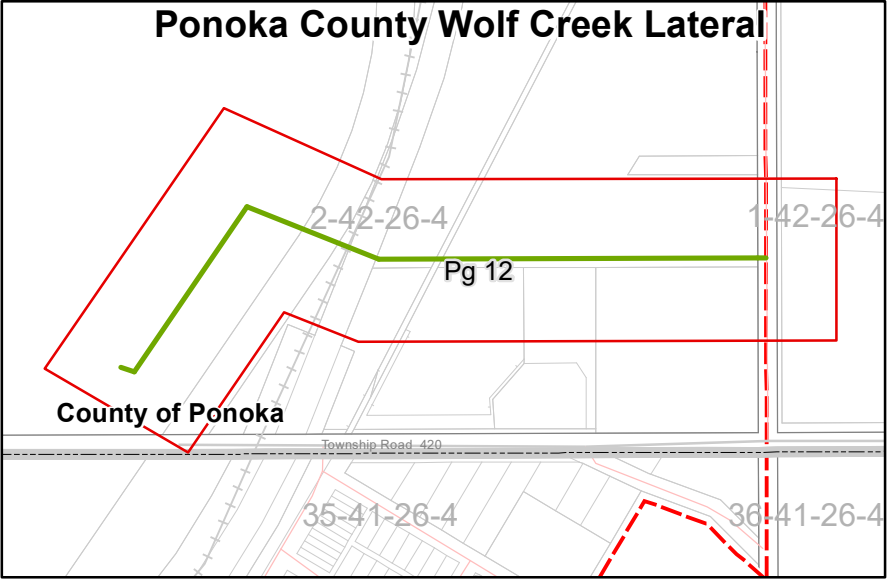 Ponoka County Wolf Creek Lateral
2-42-26-4
1-42-26-4
Pg 12
County of Ponoka
Township Road 420
35-41-26-4
36-41-26-4